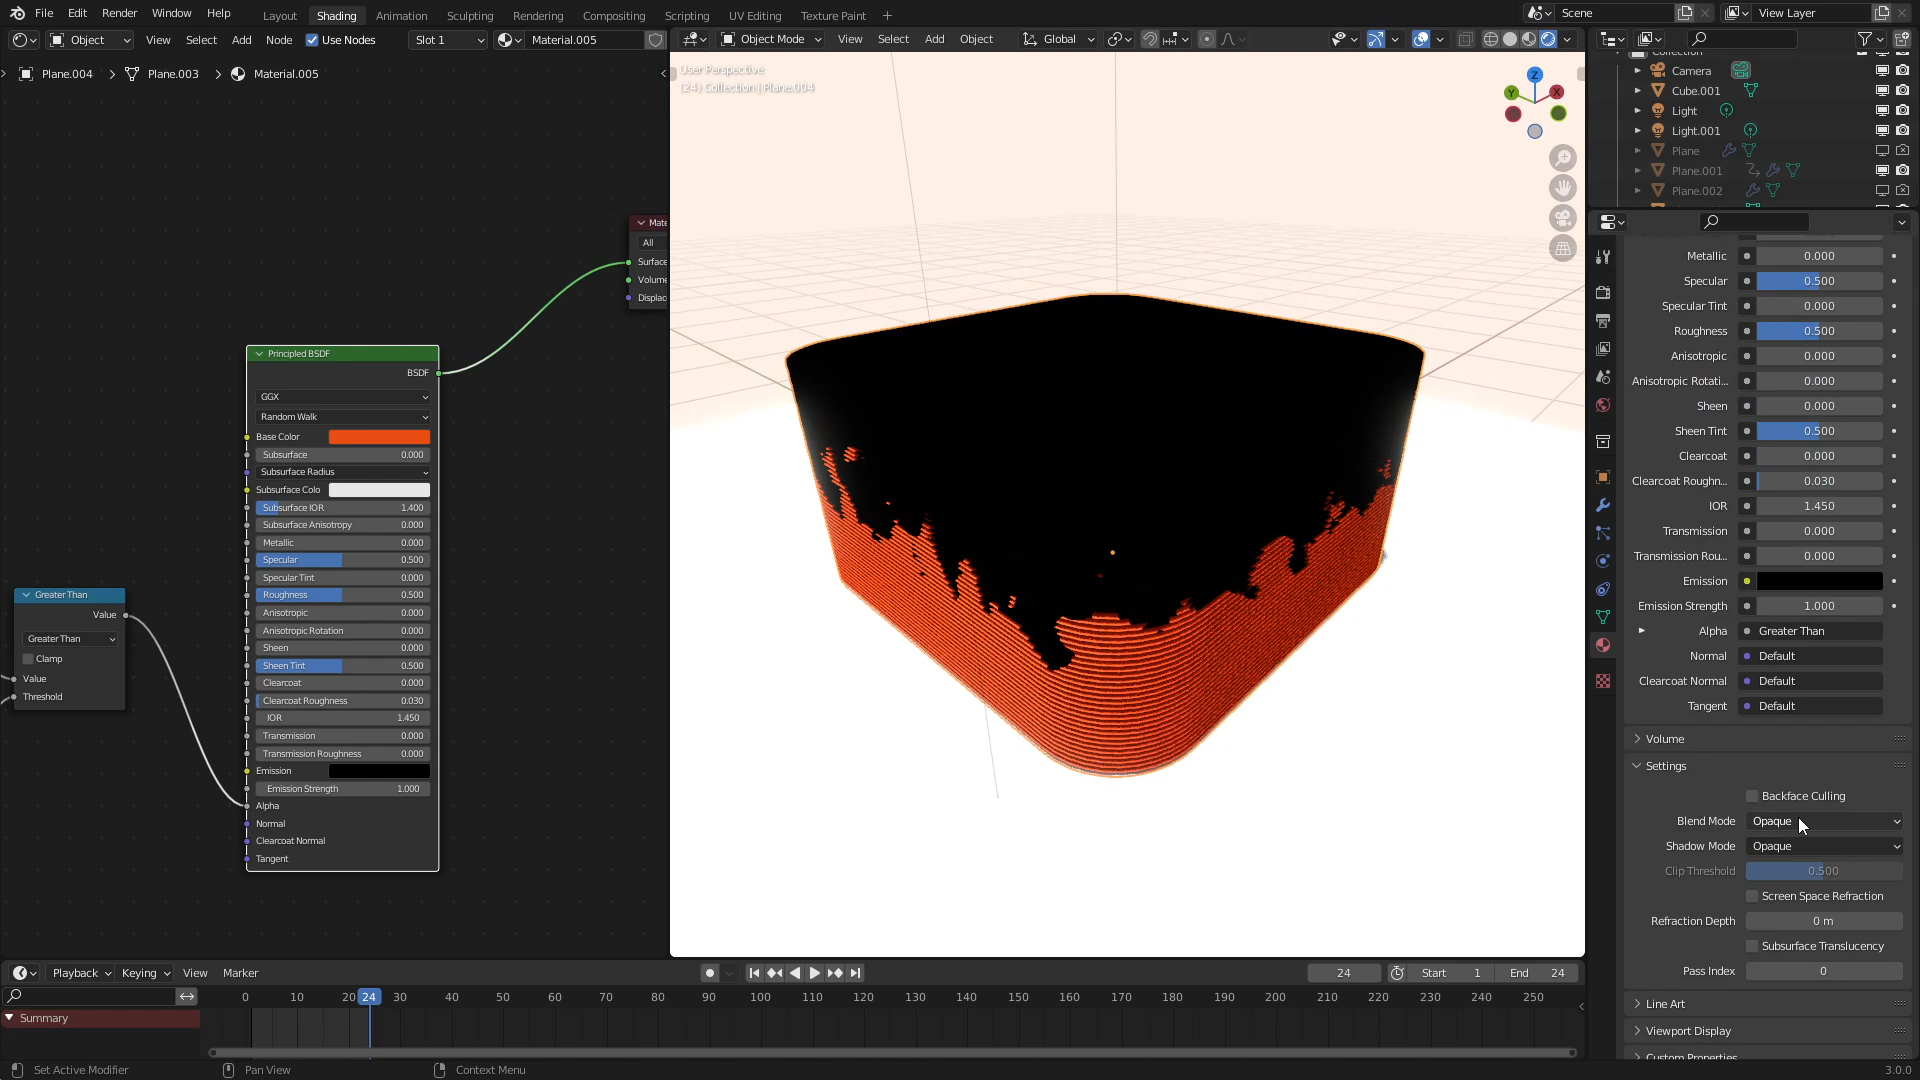 File Edit Render Window Help
Layout Shading Animation Sculpting Rendering Compositing Scripting UV Editing Texture Paint +
Scene View Layer
Object View Select Add Node Use Nodes Slot 1 Material.005
Object Mode View Select Add Object Global
Plane.004 > Plane.003 > Material.005
User Perspective
(24) Collection | Plane.004
Z
Y
X
Camera
Cube.001
Light
Light.001
Plane
Plane.001
Plane.002
Mate
All
Surface
Volume
Displac
Principled BSDF
BSDF
GGX
Random Walk
Base Color
Subsurface 0.000
Subsurface Radius
Subsurface Colo
Subsurface IOR 1.400
Subsurface Anisotropy 0.000
Metallic 0.000
Specular 0.500
Specular Tint 0.000
Roughness 0.500
Anisotropic 0.000
Anisotropic Rotation 0.000
Sheen 0.000
Sheen Tint 0.500
Clearcoat 0.000
Clearcoat Roughness 0.030
IOR 1.450
Transmission 0.000
Transmission Roughness 0.000
Emission
Emission Strength 1.000
Alpha
Normal
Clearcoat Normal
Tangent
Greater Than
Value
Greater Than
Clamp
Value
Threshold
Metallic 0.000
Specular 0.500
Specular Tint 0.000
Roughness 0.500
Anisotropic 0.000
Anisotropic Rotati... 0.000
Sheen 0.000
Sheen Tint 0.500
Clearcoat 0.000
Clearcoat Roughn... 0.030
IOR 1.450
Transmission 0.000
Transmission Rou... 0.000
Emission
Emission Strength 1.000
Alpha Greater Than
Normal Default
Clearcoat Normal Default
Tangent Default
Volume
Settings
Backface Culling
Blend Mode Opaque
Shadow Mode Opaque
Clip Threshold 0.500
Screen Space Refraction
Refraction Depth 0 m
Subsurface Translucency
Pass Index 0
Line Art
Viewport Display
Custom Properties
Playback Keying View Marker
24 Start 1 End 24
0 10 20 24 30 40 50 60 70 80 90 100 110 120 130 140 150 160 170 180 190 200 210 220 230 240 250
Summary
Set Active Modifier Pan View Context Menu 3.0.0